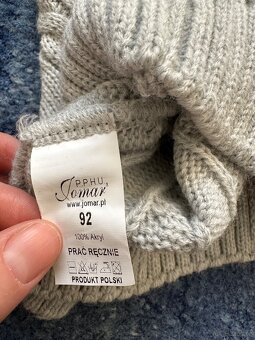 PPHU
Jomar
www.jomar.pl
92
100% Akryl
PRAĆ RĘCZNIE
PRODUKT POLSKI